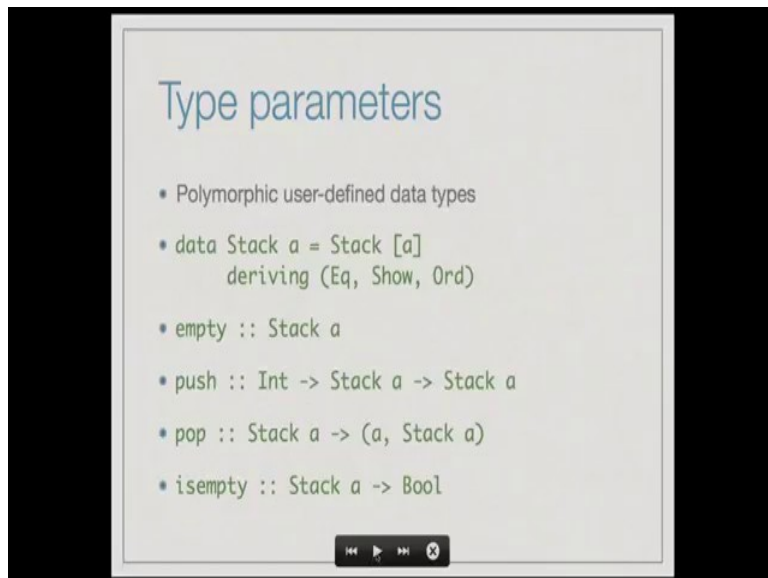 Type parameters
• Polymorphic user-defined data types
• data Stack a = Stack [a]
deriving (Eq, Show, Ord)
• empty :: Stack a
• push :: Int -> Stack a -> Stack a
• pop :: Stack a -> (a, Stack a)
• isempty :: Stack a -> Bool